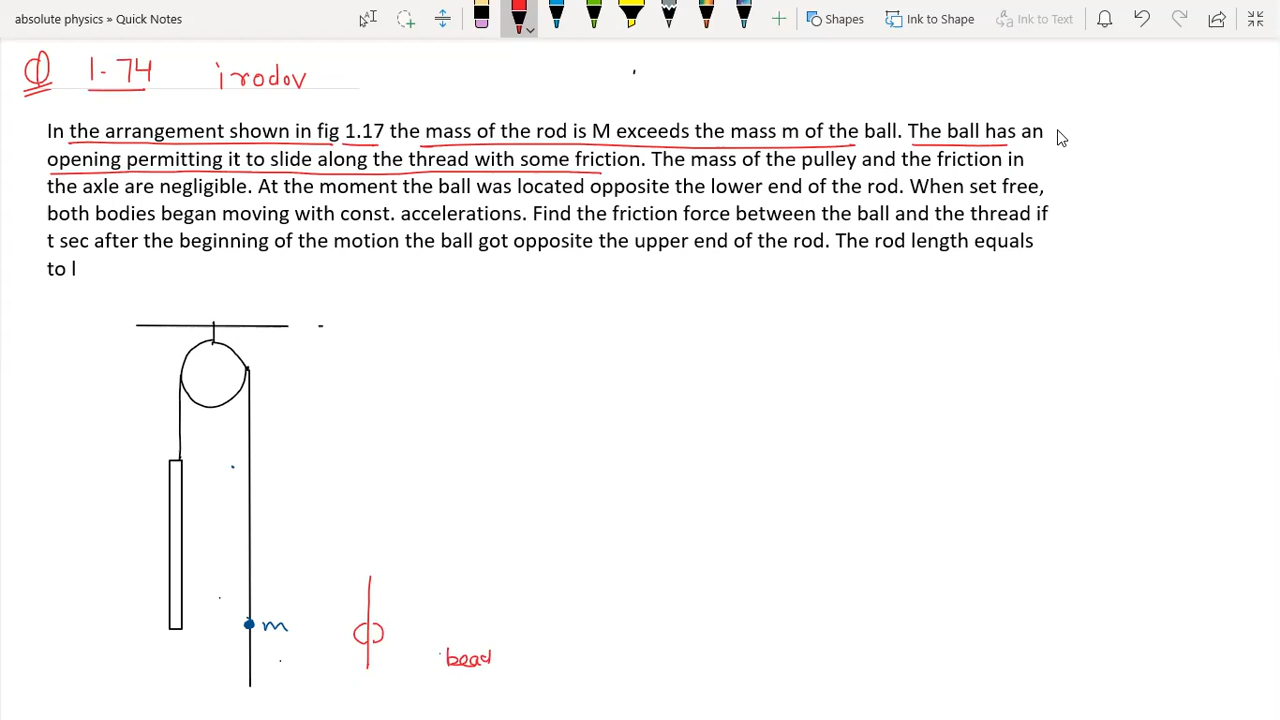 absolute physics » Quick Notes
Shapes
Ink to Shape
Ink to Text
Q 1.74 irodov
In the arrangement shown in fig 1.17 the mass of the rod is M exceeds the mass m of the ball. The ball has an
opening permitting it to slide along the thread with some friction. The mass of the pulley and the friction in
the axle are negligible. At the moment the ball was located opposite the lower end of the rod. When set free,
both bodies began moving with const. accelerations. Find the friction force between the ball and the thread if
t sec after the beginning of the motion the ball got opposite the upper end of the rod. The rod length equals
to l
m
bead